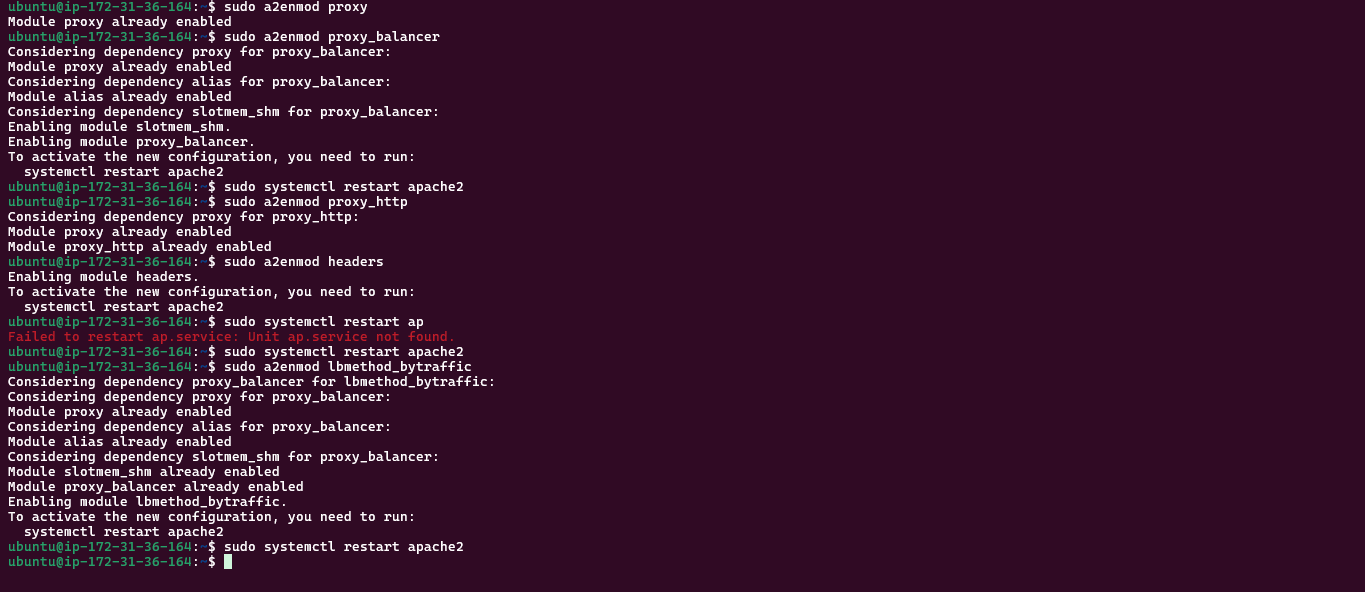 ubuntu@ip-172-31-36-164:~$ sudo a2enmod proxy
Module proxy already enabled
ubuntu@ip-172-31-36-164:~$ sudo a2enmod proxy_balancer
Considering dependency proxy for proxy_balancer:
Module proxy already enabled
Considering dependency alias for proxy_balancer:
Module alias already enabled
Considering dependency slotmem_shm for proxy_balancer:
Enabling module slotmem_shm.
Enabling module proxy_balancer.
To activate the new configuration, you need to run:
  systemctl restart apache2
ubuntu@ip-172-31-36-164:~$ sudo systemctl restart apache2
ubuntu@ip-172-31-36-164:~$ sudo a2enmod proxy_http
Considering dependency proxy for proxy_http:
Module proxy already enabled
Module proxy_http already enabled
ubuntu@ip-172-31-36-164:~$ sudo a2enmod headers
Enabling module headers.
To activate the new configuration, you need to run:
  systemctl restart apache2
ubuntu@ip-172-31-36-164:~$ sudo systemctl restart ap
Failed to restart ap.service: Unit ap.service not found.
ubuntu@ip-172-31-36-164:~$ sudo systemctl restart apache2
ubuntu@ip-172-31-36-164:~$ sudo a2enmod lbmethod_bytraffic
Considering dependency proxy_balancer for lbmethod_bytraffic:
Considering dependency proxy for proxy_balancer:
Module proxy already enabled
Considering dependency alias for proxy_balancer:
Module alias already enabled
Considering dependency slotmem_shm for proxy_balancer:
Module slotmem_shm already enabled
Module proxy_balancer already enabled
Enabling module lbmethod_bytraffic.
To activate the new configuration, you need to run:
  systemctl restart apache2
ubuntu@ip-172-31-36-164:~$ sudo systemctl restart apache2
ubuntu@ip-172-31-36-164:~$